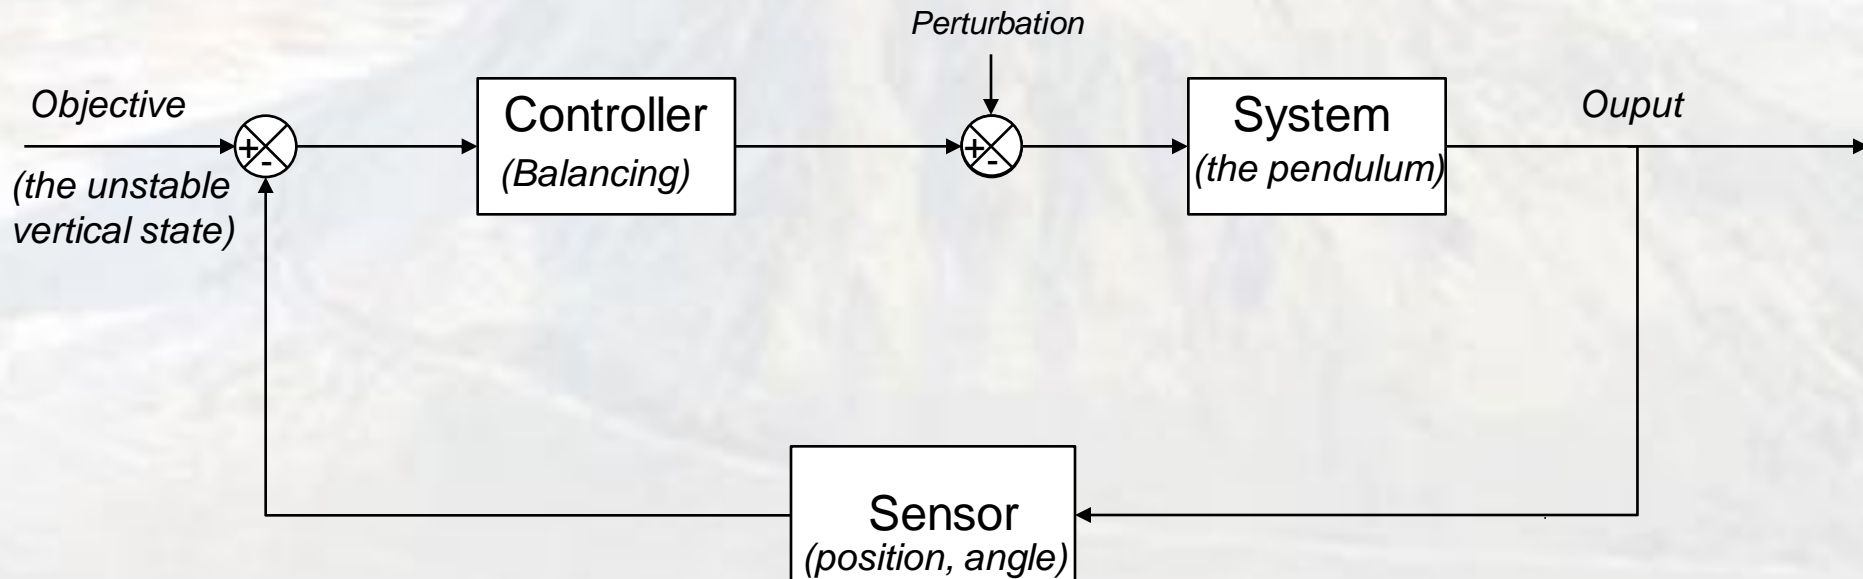 Perturbation
Objective
(the unstable
vertical state)
+
-
Controller
(Balancing)
+
-
System
(the pendulum)
Ouput
Sensor
(position, angle)